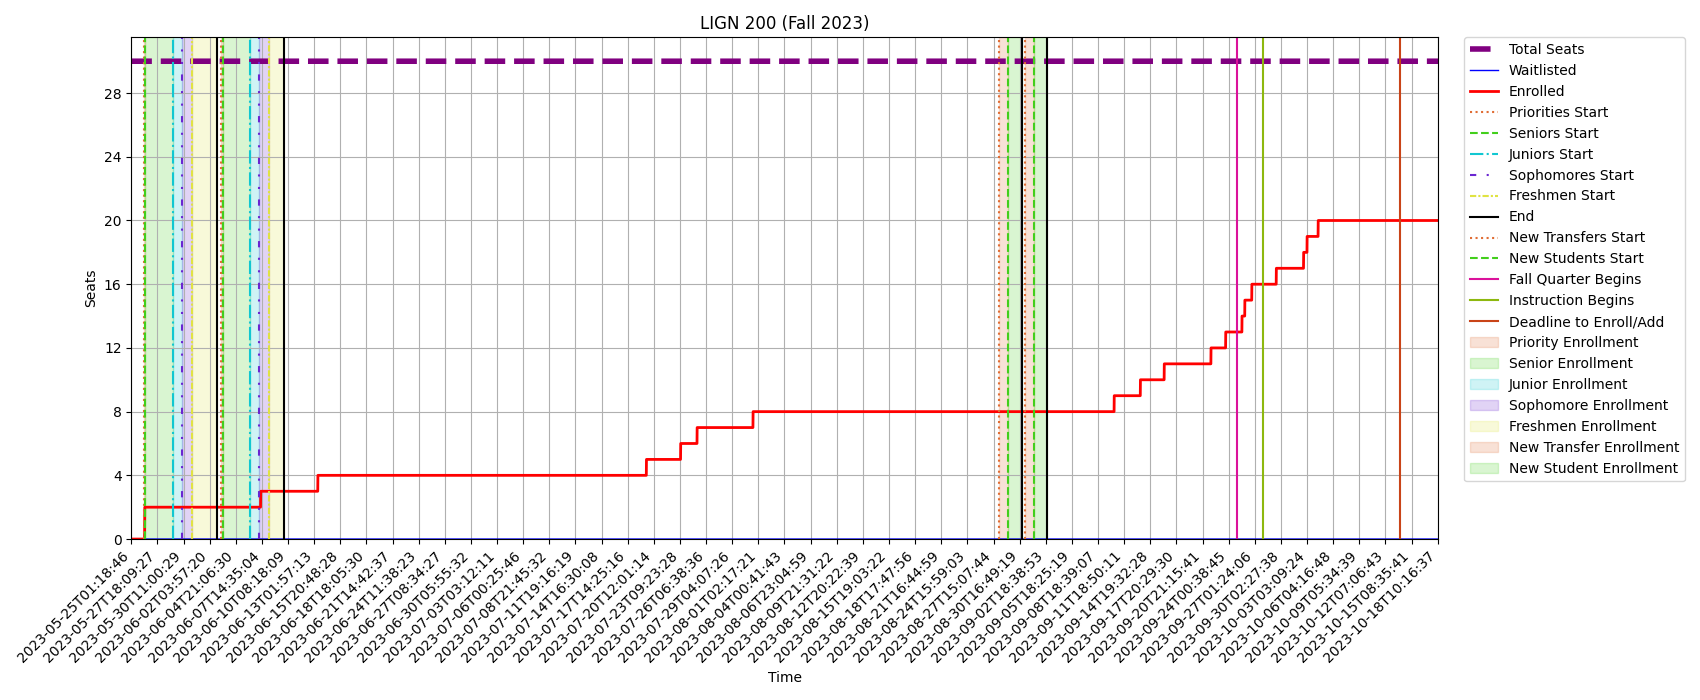 LIGN 200 (Fall 2023)
Total Seats
Waitlisted
Enrolled
Priorities Start
Seniors Start
Juniors Start
Sophomores Start
Freshmen Start
End
New Transfers Start
New Students Start
Fall Quarter Begins
Instruction Begins
Deadline to Enroll/Add
Priority Enrollment
Senior Enrollment
Junior Enrollment
Sophomore Enrollment
Freshmen Enrollment
New Transfer Enrollment
New Student Enrollment
Seats
28
24
20
16
12
8
4
0
2023-05-25T01:18:46
2023-05-27T18:09:27
2023-05-30T11:00:29
2023-06-02T03:57:20
2023-06-04T21:06:30
2023-06-07T14:35:04
2023-06-10T08:18:09
2023-06-13T01:57:13
2023-06-15T20:48:28
2023-06-18T18:05:30
2023-06-21T14:42:37
2023-06-24T11:38:23
2023-06-27T08:34:27
2023-06-30T05:55:32
2023-07-03T03:12:11
2023-07-06T00:25:46
2023-07-08T21:45:32
2023-07-11T19:16:19
2023-07-14T16:30:08
2023-07-17T14:25:16
2023-07-20T12:01:14
2023-07-23T09:23:28
2023-07-26T06:38:36
2023-07-29T04:07:26
2023-08-01T02:17:21
2023-08-04T00:41:43
2023-08-06T23:04:59
2023-08-09T21:31:22
2023-08-12T20:22:39
2023-08-15T19:03:22
2023-08-18T17:47:56
2023-08-21T16:44:59
2023-08-24T15:59:03
2023-08-27T15:07:44
2023-08-30T16:49:19
2023-09-02T18:38:53
2023-09-05T18:25:19
2023-09-08T18:39:07
2023-09-11T18:50:11
2023-09-14T19:32:28
2023-09-17T20:29:30
2023-09-20T21:15:41
2023-09-24T00:38:45
2023-09-27T01:24:06
2023-09-30T02:27:38
2023-10-03T03:09:24
2023-10-06T04:16:48
2023-10-09T05:34:39
2023-10-12T07:06:43
2023-10-15T08:35:41
2023-10-18T10:16:37
Time